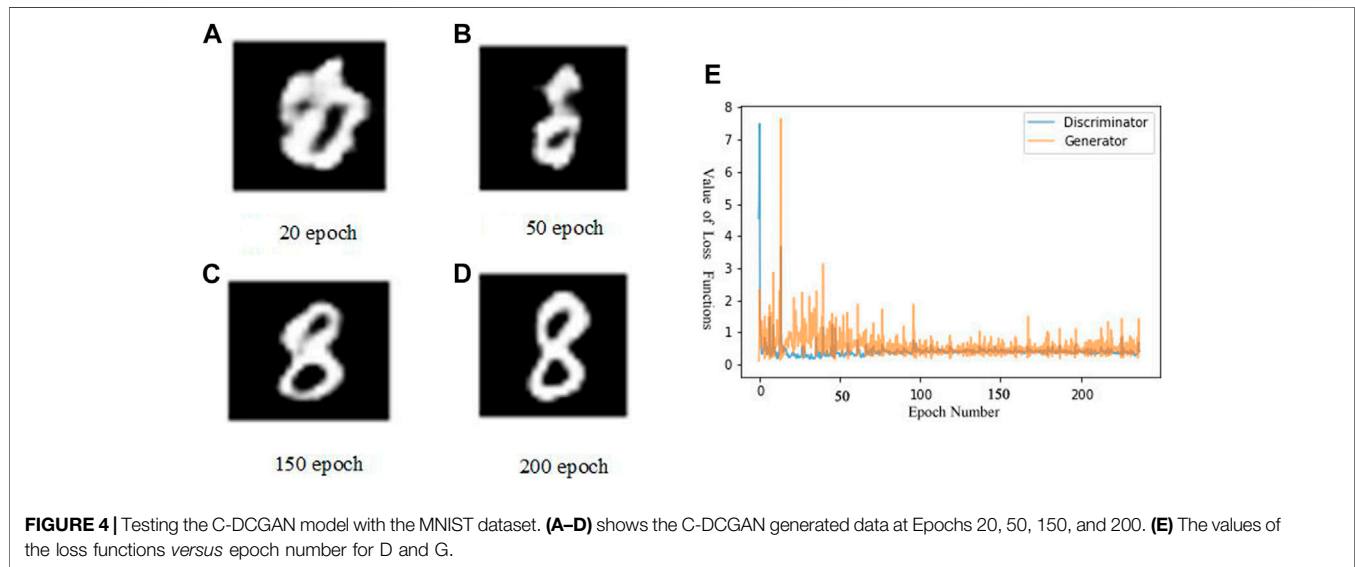 A
B
20 epoch
50 epoch
C
D
150 epoch
200 epoch
E
8
7
6
5
4
3
2
1
0
Value of Loss Functions
Discriminator
Generator
0 50 100 150 200
Epoch Number
FIGURE 4 | Testing the C-DCGAN model with the MNIST dataset. (A–D) shows the C-DCGAN generated data at Epochs 20, 50, 150, and 200. (E) The values of
the loss functions versus epoch number for D and G.